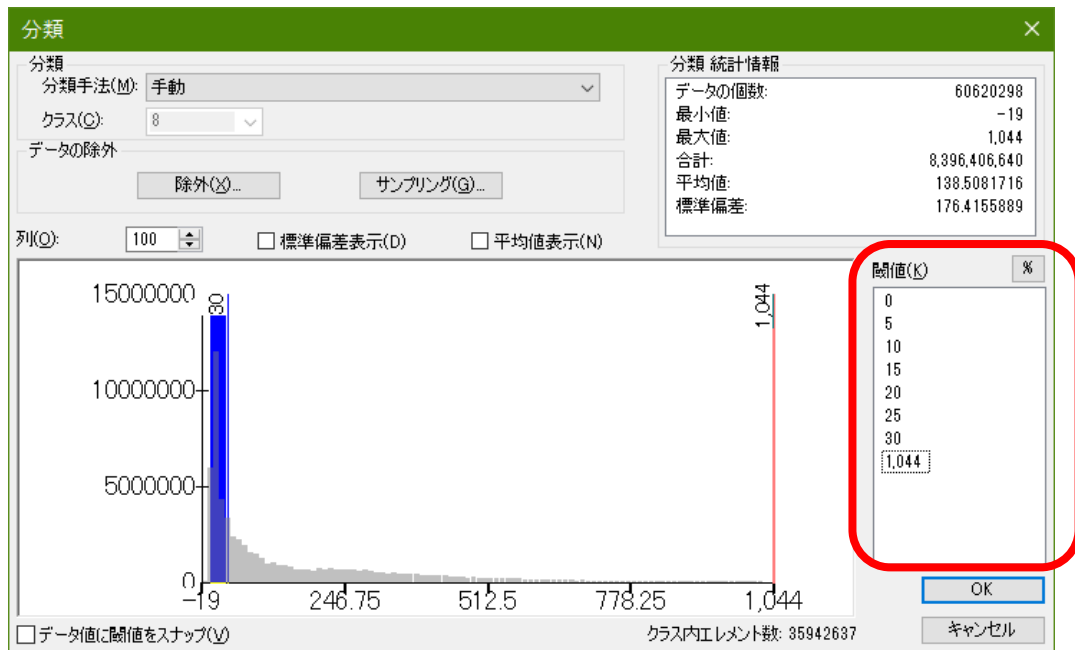 分類
分類
分類手法(M): 手動
クラス(C): 8
データの除外
除外(X)...
サンプリング(G)...
分類 統計情報
データの個数: 60620298
最小値: -19
最大値: 1,044
合計: 8,396,406,640
平均値: 138.5081716
標準偏差: 176.4155889
列(O): 100
標準偏差表示(D)
平均値表示(N)
閾値(K)
%
0
5
10
15
20
25
30
1,044
30
1,044
15000000
10000000
5000000
0
-19 246.75 512.5 778.25 1,044
OK
データ値に閾値をスナップ(V)
クラス内エレメント数: 35942637
キャンセル